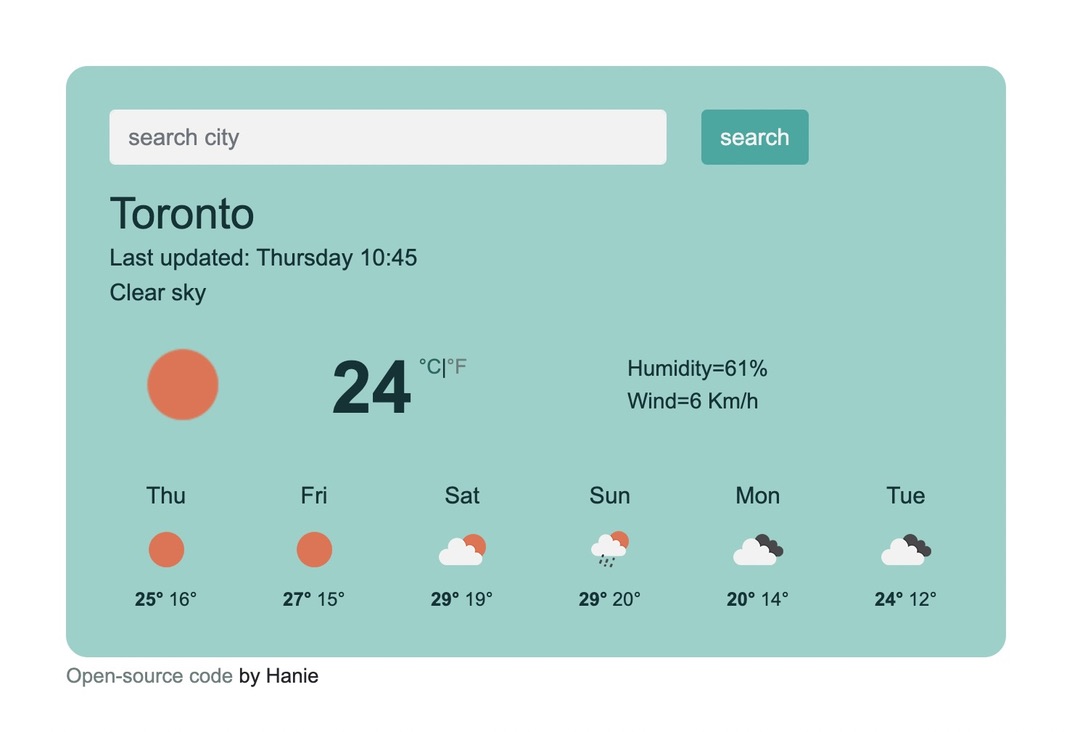 search city
search
Toronto
Last updated: Thursday 10:45
Clear sky
24 °C|°F
Humidity=61%
Wind=6 Km/h
Thu Fri Sat Sun Mon Tue
25° 16° 27° 15° 29° 19° 29° 20° 20° 14° 24° 12°
Open-source code by Hanie